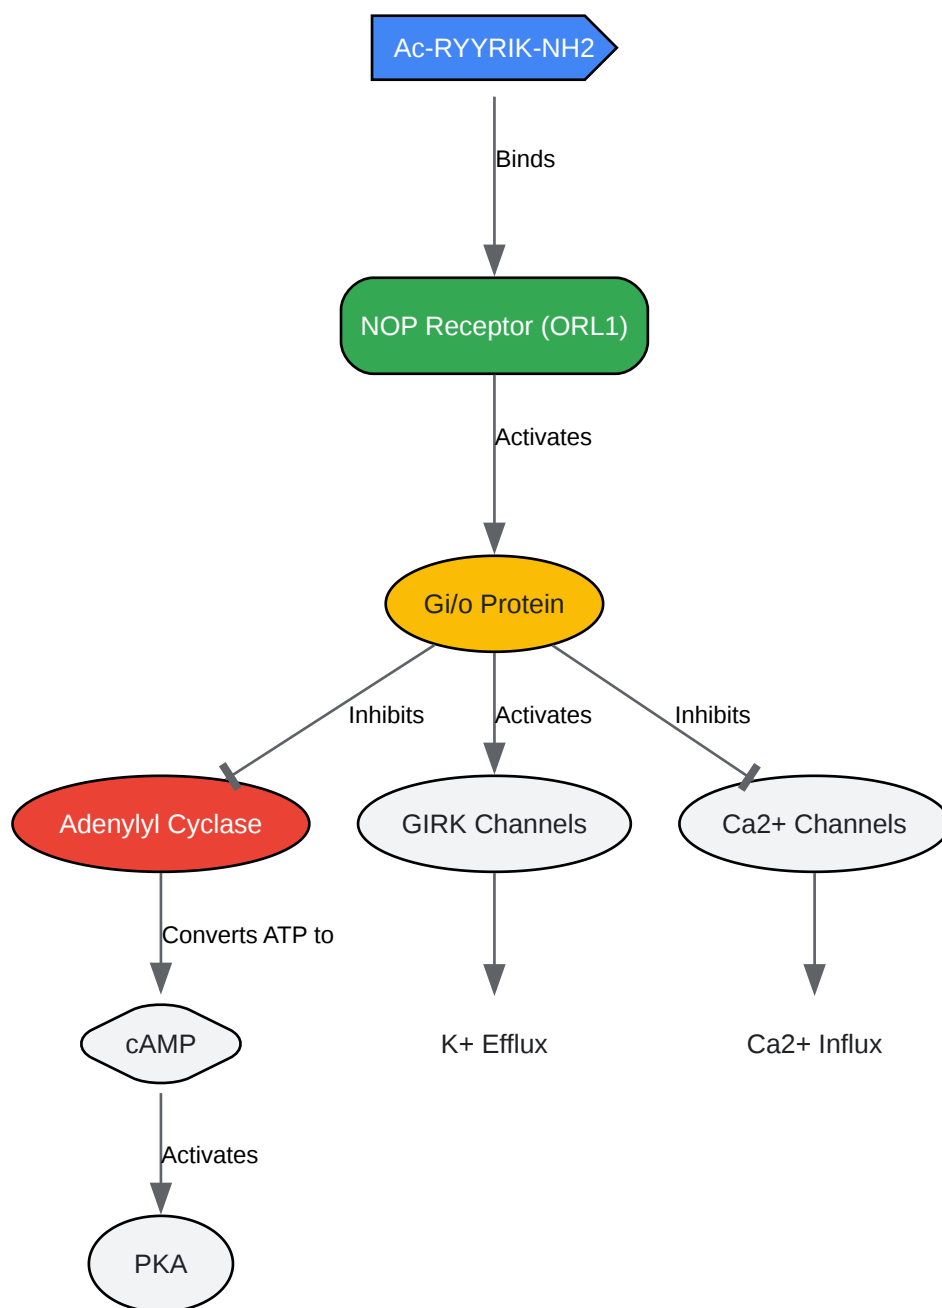 Ac-RYYRIK-NH2
Binds
NOP Receptor (ORL1)
Activates
Gi/o Protein
Inhibits
Activates
Inhibits
Adenylyl Cyclase
GIRK Channels
Ca2+ Channels
Converts ATP to
cAMP
K+ Efflux
Ca2+ Influx
Activates
PKA